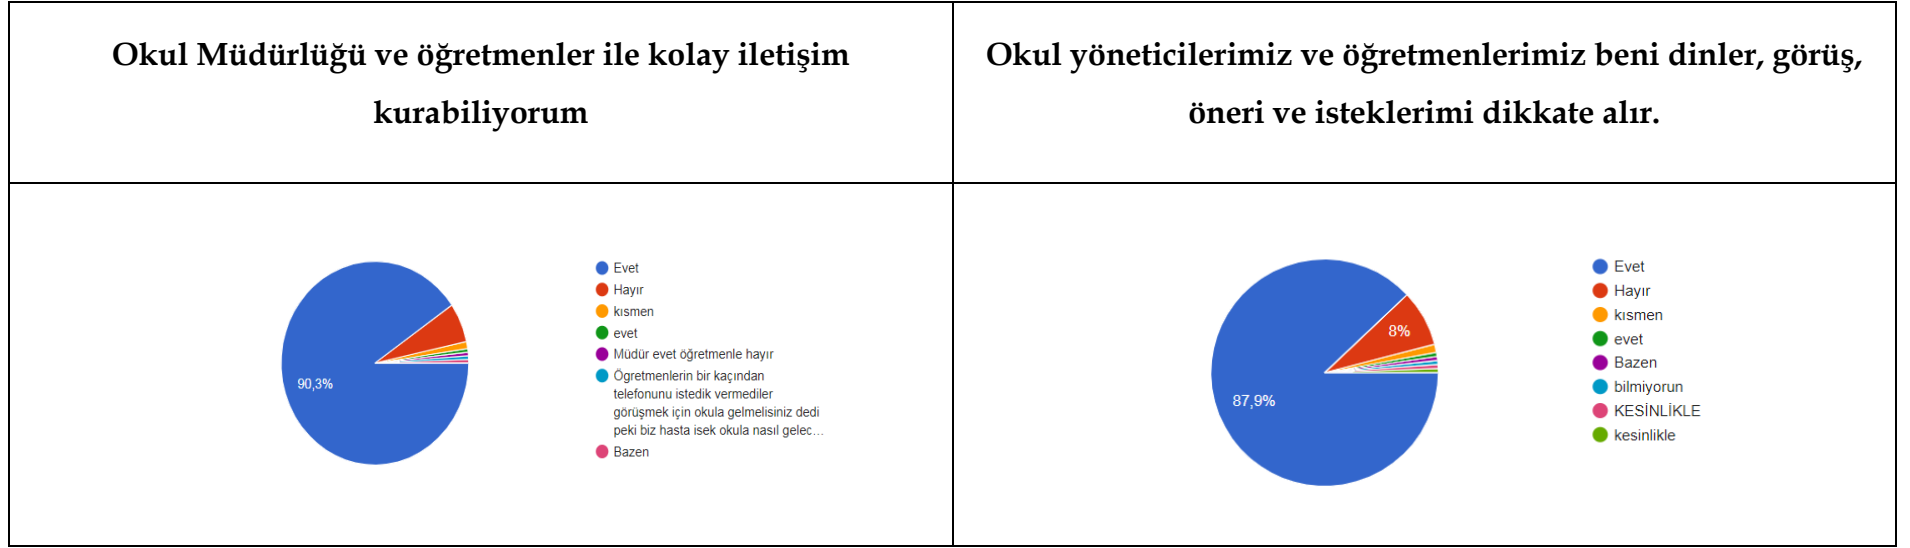 Okul Müdürlüğü ve öğretmenler ile kolay iletişim
kurabiliyorum
Okul yöneticilerimiz ve öğretmenlerimiz beni dinler, görüş,
öneri ve isteklerimi dikkate alır.
90,3%
Evet
Hayır
kısmen
evet
Müdür evet öğretmenle hayır
Ögretmenlerin bir kaçından
telefonunu istedik vermediler
görüşmek için okula gelmelisiniz dedi
peki biz hasta isek okula nasıl gelec...
Bazen
8%
87,9%
Evet
Hayır
kısmen
evet
Bazen
bilmiyorun
KESİNLİKLE
kesinlikle